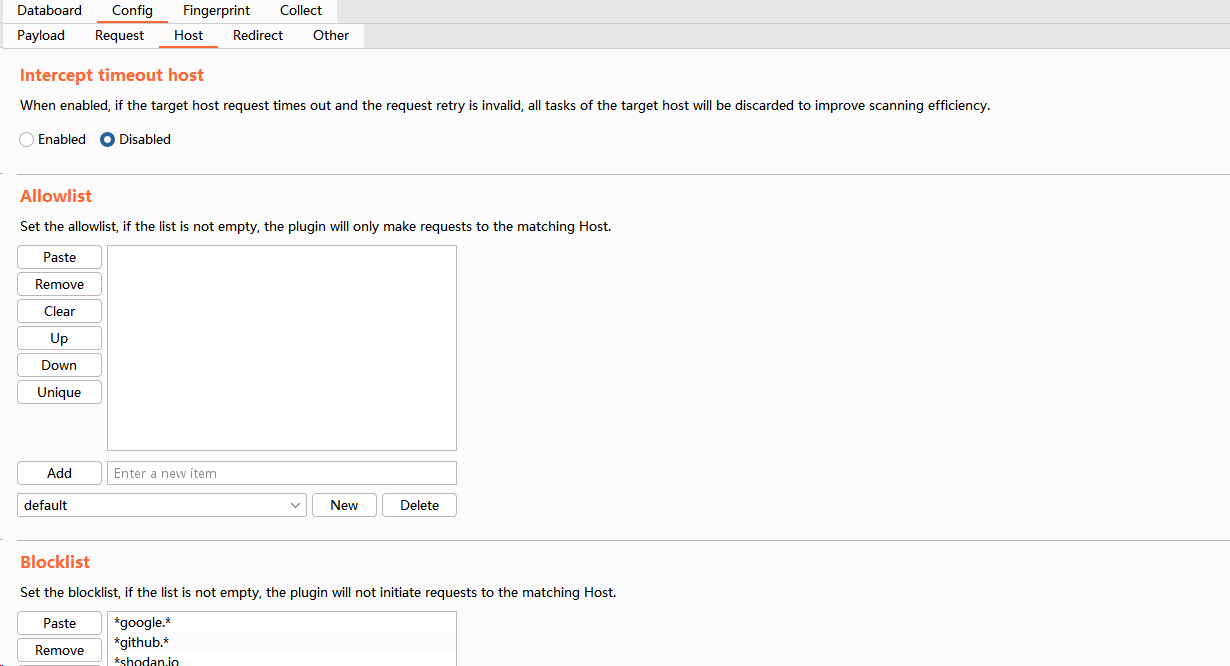 Databoard Config Fingerprint Collect
Payload Request Host Redirect Other
Intercept timeout host
When enabled, if the target host request times out and the request retry is invalid, all tasks of the target host will be discarded to improve scanning efficiency.
Enabled Disabled
Allowlist
Set the allowlist, if the list is not empty, the plugin will only make requests to the matching Host.
Paste
Remove
Clear
Up
Down
Unique
Add Enter a new item
default New Delete
Blocklist
Set the blocklist, if the list is not empty, the plugin will not initiate requests to the matching Host.
Paste *google.*
*github.*
Remove *shodan.io